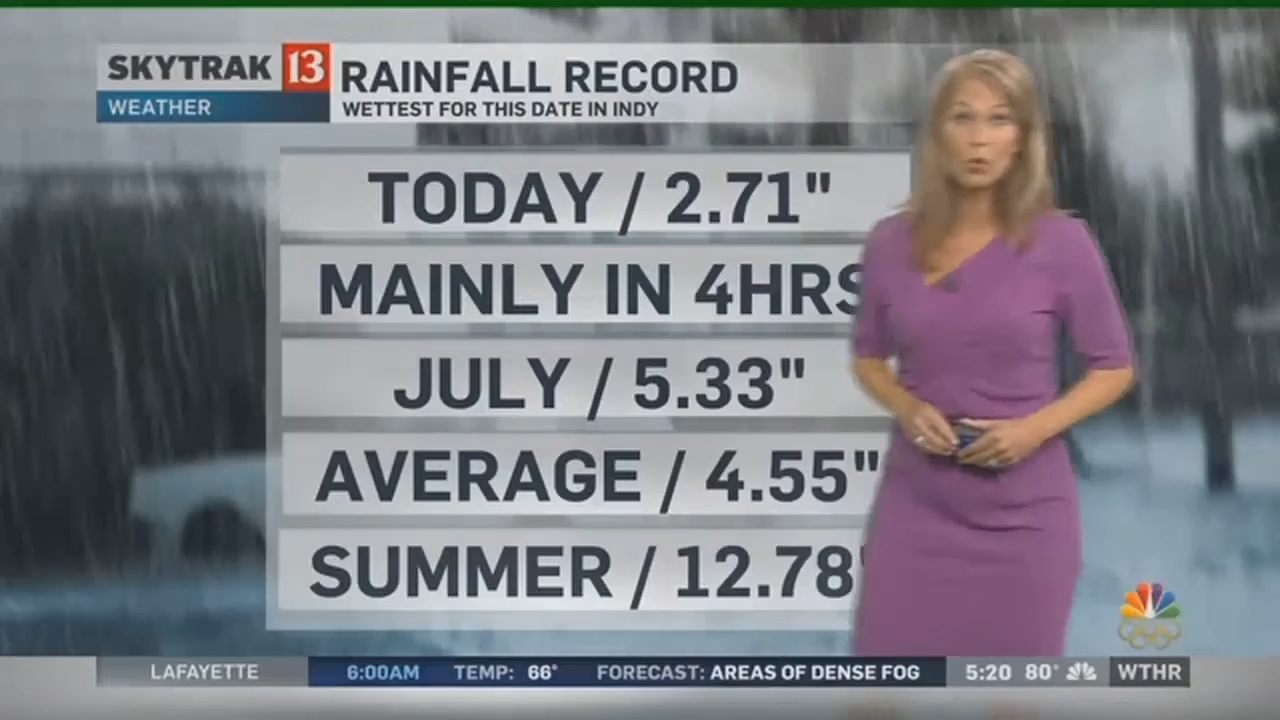 SKYTRAK 13
WEATHER
RAINFALL RECORD
WETTEST FOR THIS DATE IN INDY
TODAY / 2.71"
MAINLY IN 4HRS
JULY / 5.33"
AVERAGE / 4.55"
SUMMER / 12.78"
LAFAYETTE 6:00AM TEMP: 66° FORECAST: AREAS OF DENSE FOG 5:20 80° WTHR